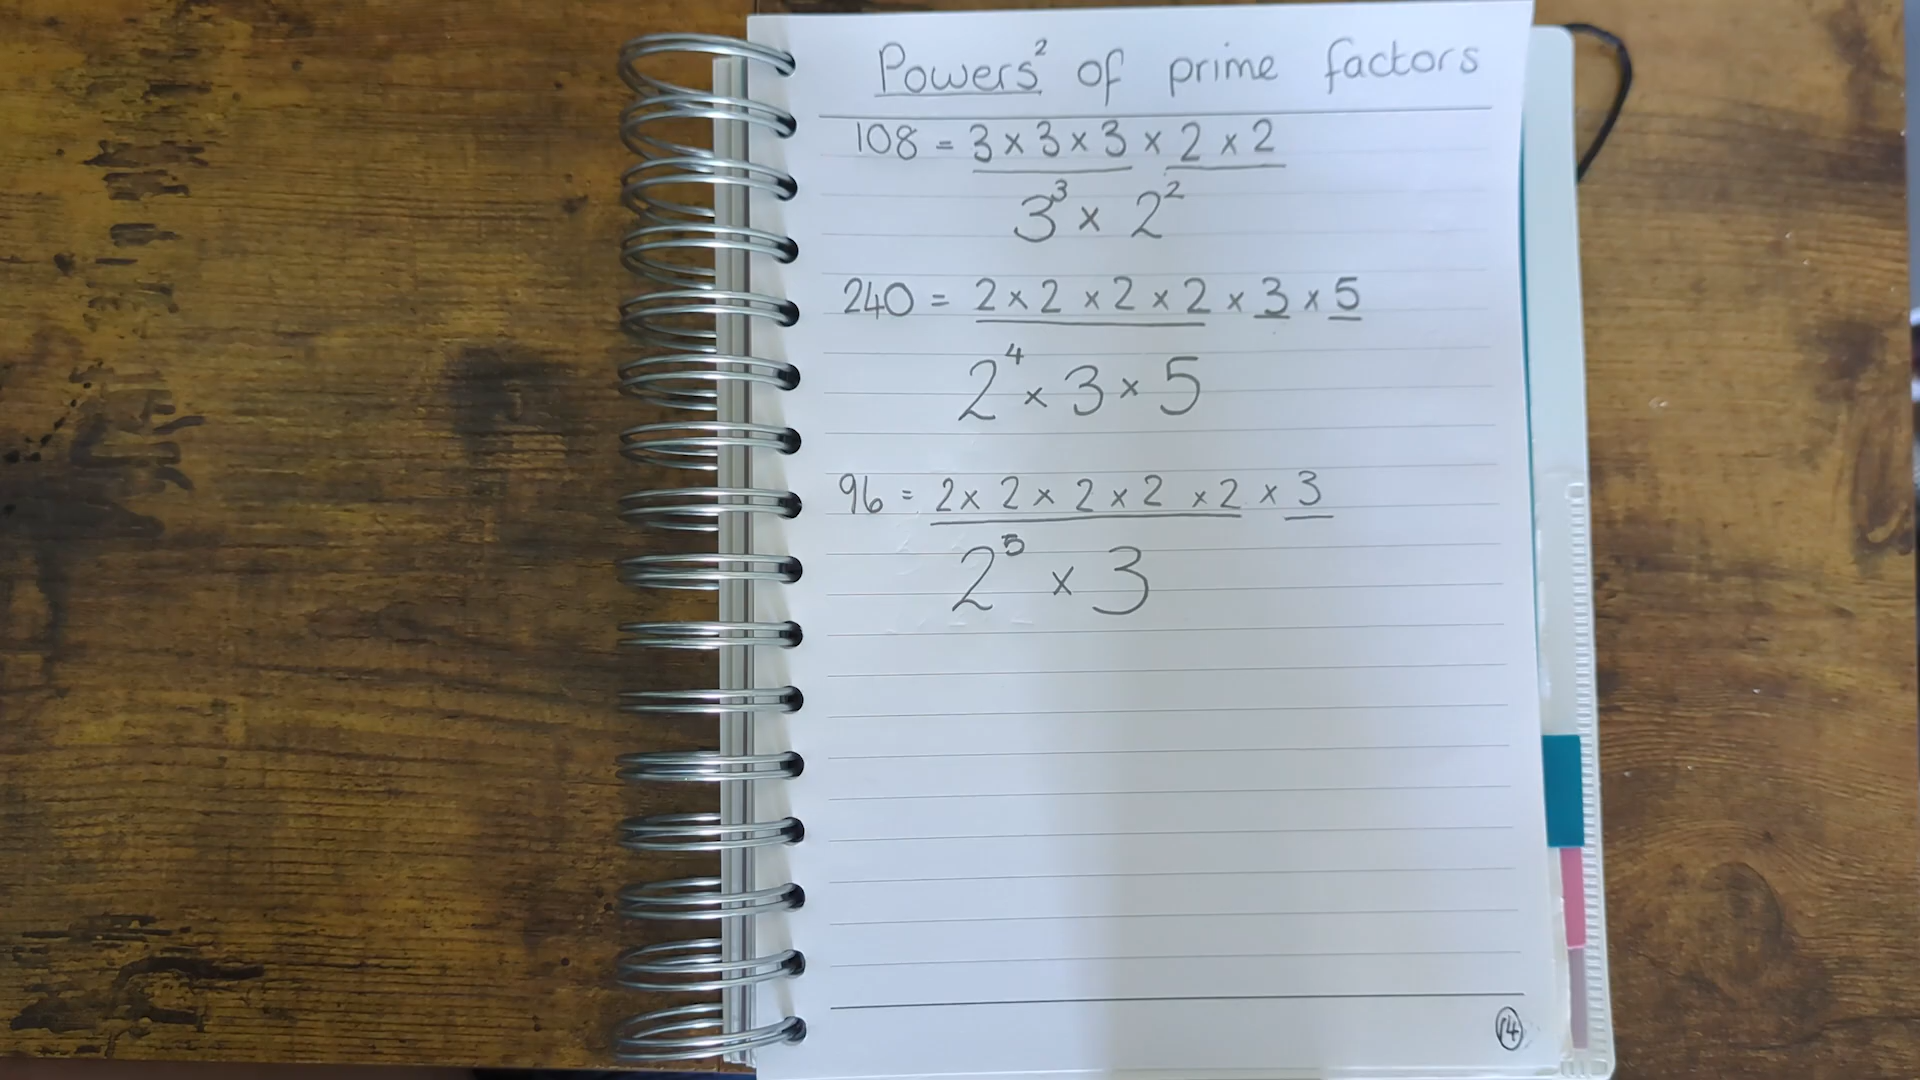 Powers² of prime factors
108 = 3 × 3 × 3 × 2 × 2
3³ × 2²
240 = 2 × 2 × 2 × 2 × 3 × 5
2⁴ × 3 × 5
96 = 2 × 2 × 2 × 2 × 2 × 3
2⁵ × 3
14